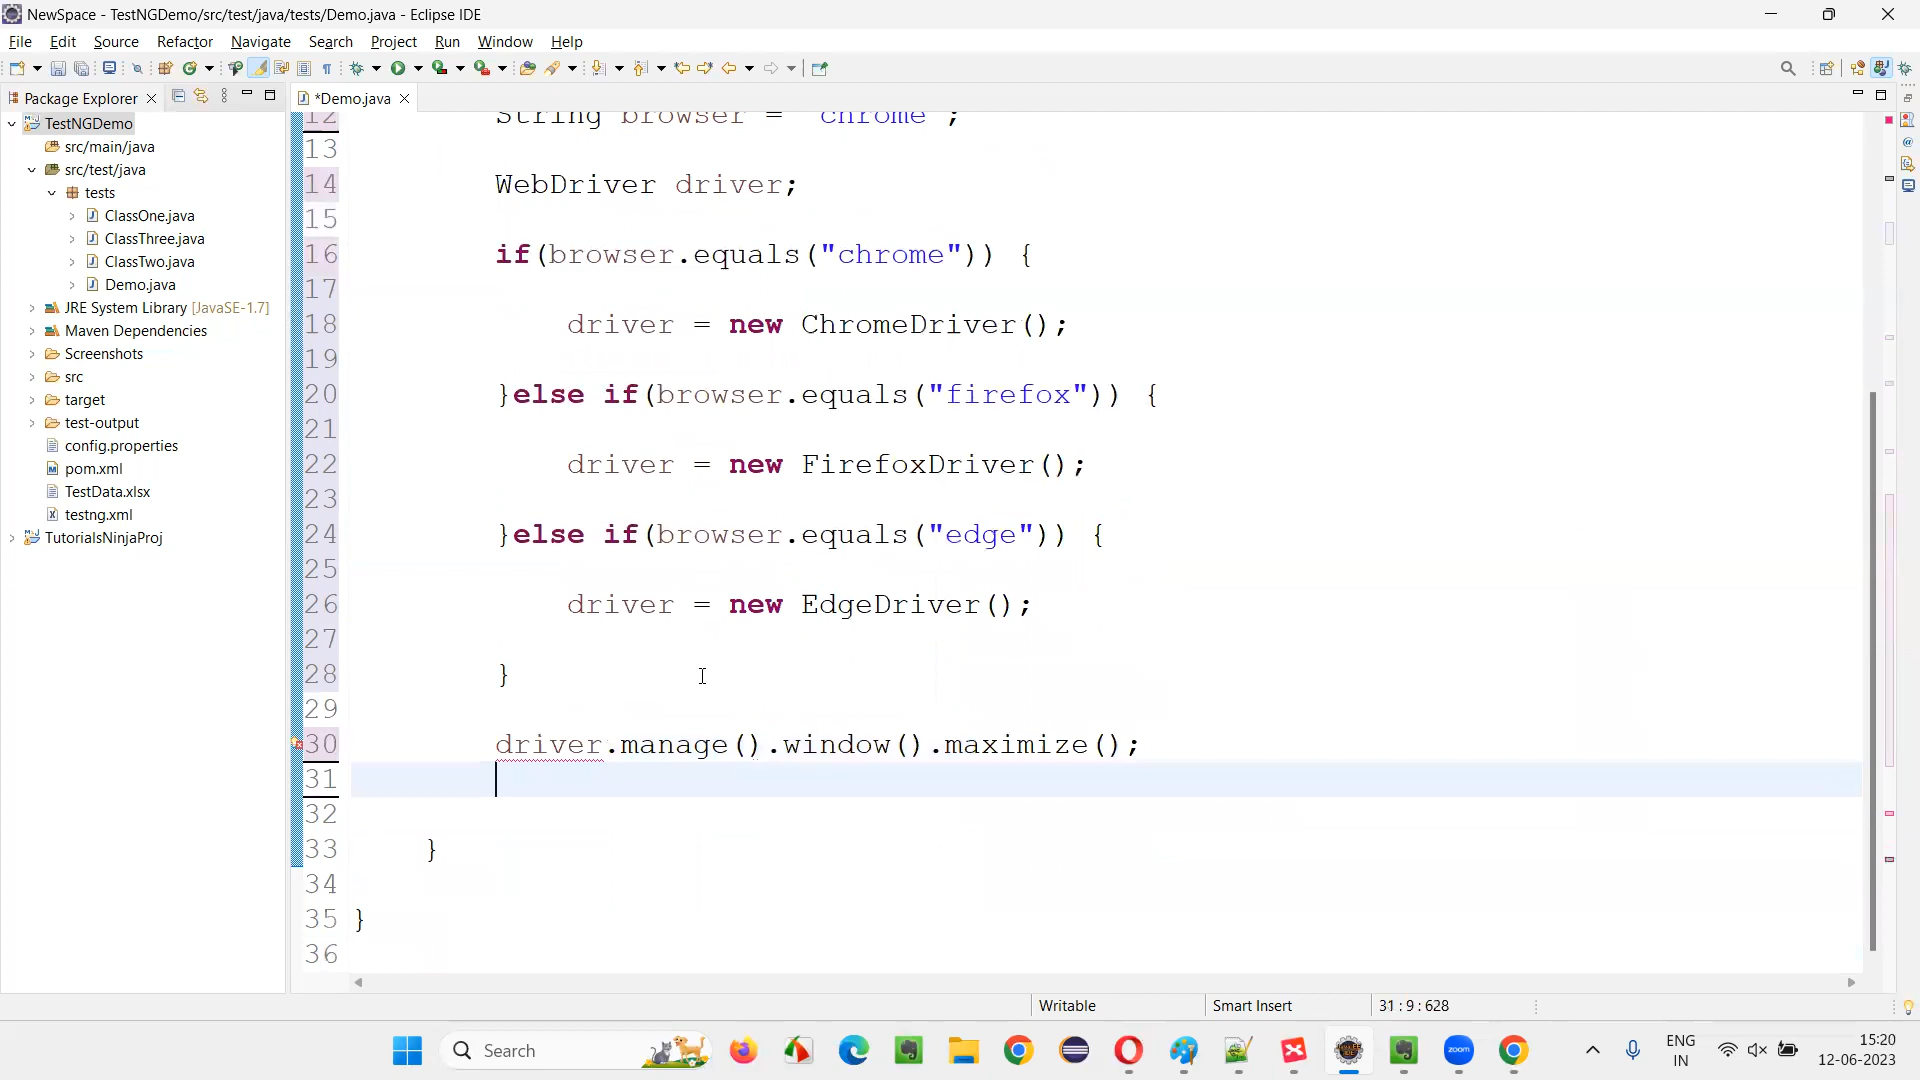 NewSpace - TestNGDemo/src/test/java/tests/Demo.java - Eclipse IDE
File Edit Source Refactor Navigate Search Project Run Window Help
Package Explorer
*Demo.java
TestNGDemo
src/main/java
src/test/java
tests
ClassOne.java
ClassThree.java
ClassTwo.java
Demo.java
JRE System Library [JavaSE-1.7]
Maven Dependencies
Screenshots
src
target
test-output
config.properties
pom.xml
TestData.xlsx
testng.xml
TutorialsNinjaProj
12 String browser = "chrome";
13
14 WebDriver driver;
15
16 if(browser.equals("chrome")) {
17
18 driver = new ChromeDriver();
19
20 }else if(browser.equals("firefox")) {
21
22 driver = new FirefoxDriver();
23
24 }else if(browser.equals("edge")) {
25
26 driver = new EdgeDriver();
27
28 }
29
30 driver.manage().window().maximize();
31
32
33 }
34
35 }
36
Writable Smart Insert 31 : 9 : 628
Search
zoom
ENG
IN
15:20
12-06-2023